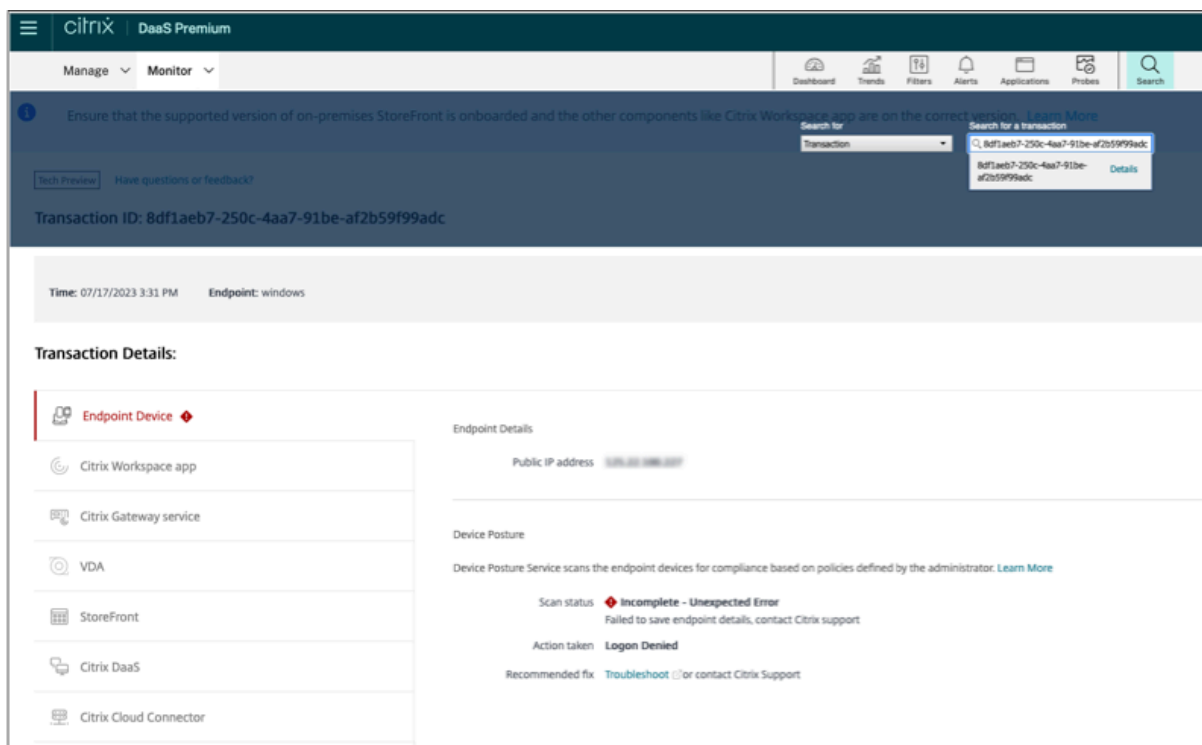 citrix | DaaS Premium
Manage Monitor Dashboard Trends Filters Alerts Applications Probes Search
Ensure that the supported version of on-premises StoreFront is onboarded and the other components like Citrix Workspace app are on the correct version. Learn More
Search for Search for a transaction
Transaction 8df1aeb7-250c-4aa7-91be-af2b59f99adc
8df1aeb7-250c-4aa7-91be-
af2b59f99adc Details
Tech Preview Have questions or feedback?
Transaction ID: 8df1aeb7-250c-4aa7-91be-af2b59f99adc
Time: 07/17/2023 3:31 PM Endpoint: windows
Transaction Details:
Endpoint Device
Citrix Workspace app
Citrix Gateway service
VDA
StoreFront
Citrix DaaS
Citrix Cloud Connector
Endpoint Details
Public IP address
Device Posture
Device Posture Service scans the endpoint devices for compliance based on policies defined by the administrator. Learn More
Scan status Incomplete - Unexpected Error
Failed to save endpoint details, contact Citrix support
Action taken Logon Denied
Recommended fix Troubleshoot or contact Citrix Support